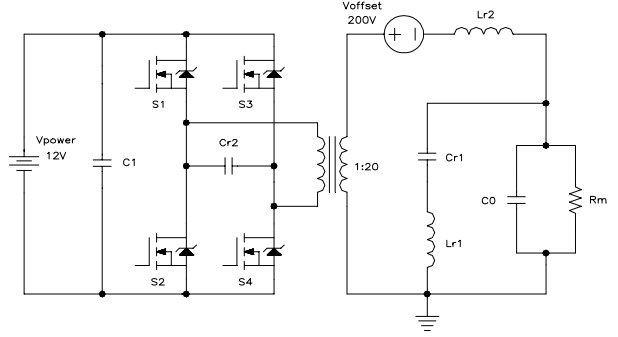 Voffset
200V
Lr2
S1
S3
Vpower
12V
C1
Cr2
1:20
Cr1
C0
Rm
Lr1
S2
S4